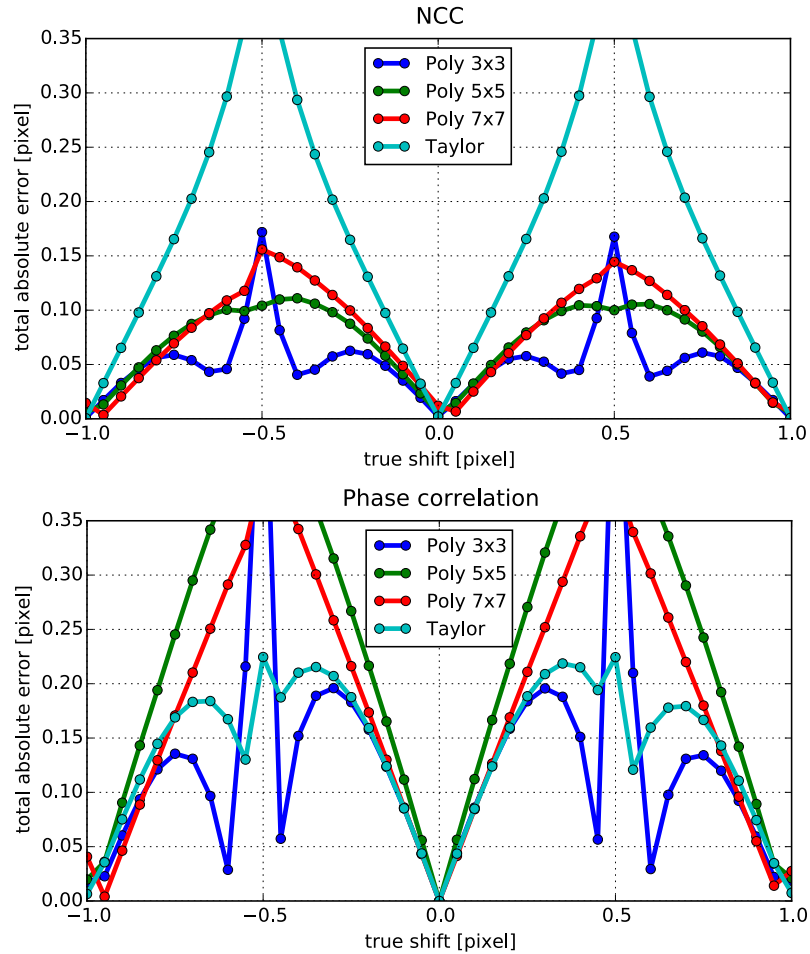 NCC
0.35
0.30
0.25
0.20
0.15
0.10
0.05
0.00
total absolute error [pixel]
Poly 3x3
Poly 5x5
Poly 7x7
Taylor
−1.0 −0.5 0.0 0.5 1.0
true shift [pixel]
Phase correlation
0.35
0.30
0.25
0.20
0.15
0.10
0.05
0.00
total absolute error [pixel]
Poly 3x3
Poly 5x5
Poly 7x7
Taylor
−1.0 −0.5 0.0 0.5 1.0
true shift [pixel]